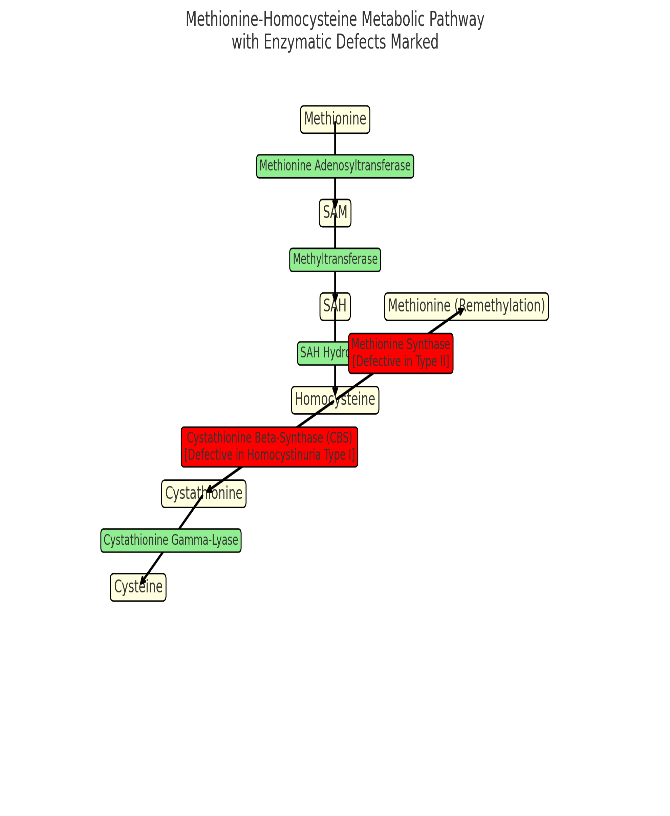 Methionine-Homocysteine Metabolic Pathway
with Enzymatic Defects Marked
Methionine
Methionine Adenosyltransferase
SAM
Methyltransferase
SAH
Methionine (Remethylation)
SAH Hydro
Methionine Synthase
(Defective in Type II)
Homocysteine
Cystathionine Beta-Synthase (CBS)
(Defective in Homocystinuria Type I)
Cystathionine
Cystathionine Gamma-Lyase
Cysteine